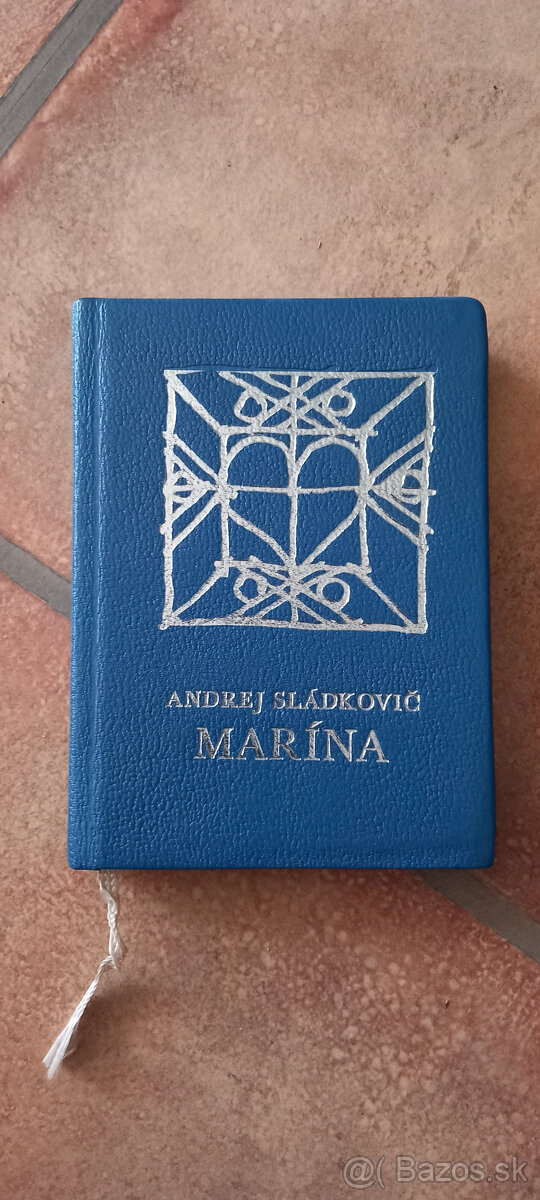 ANDREJ SLÁDKOVIČ
MARÍNA
@( Bazos.sk